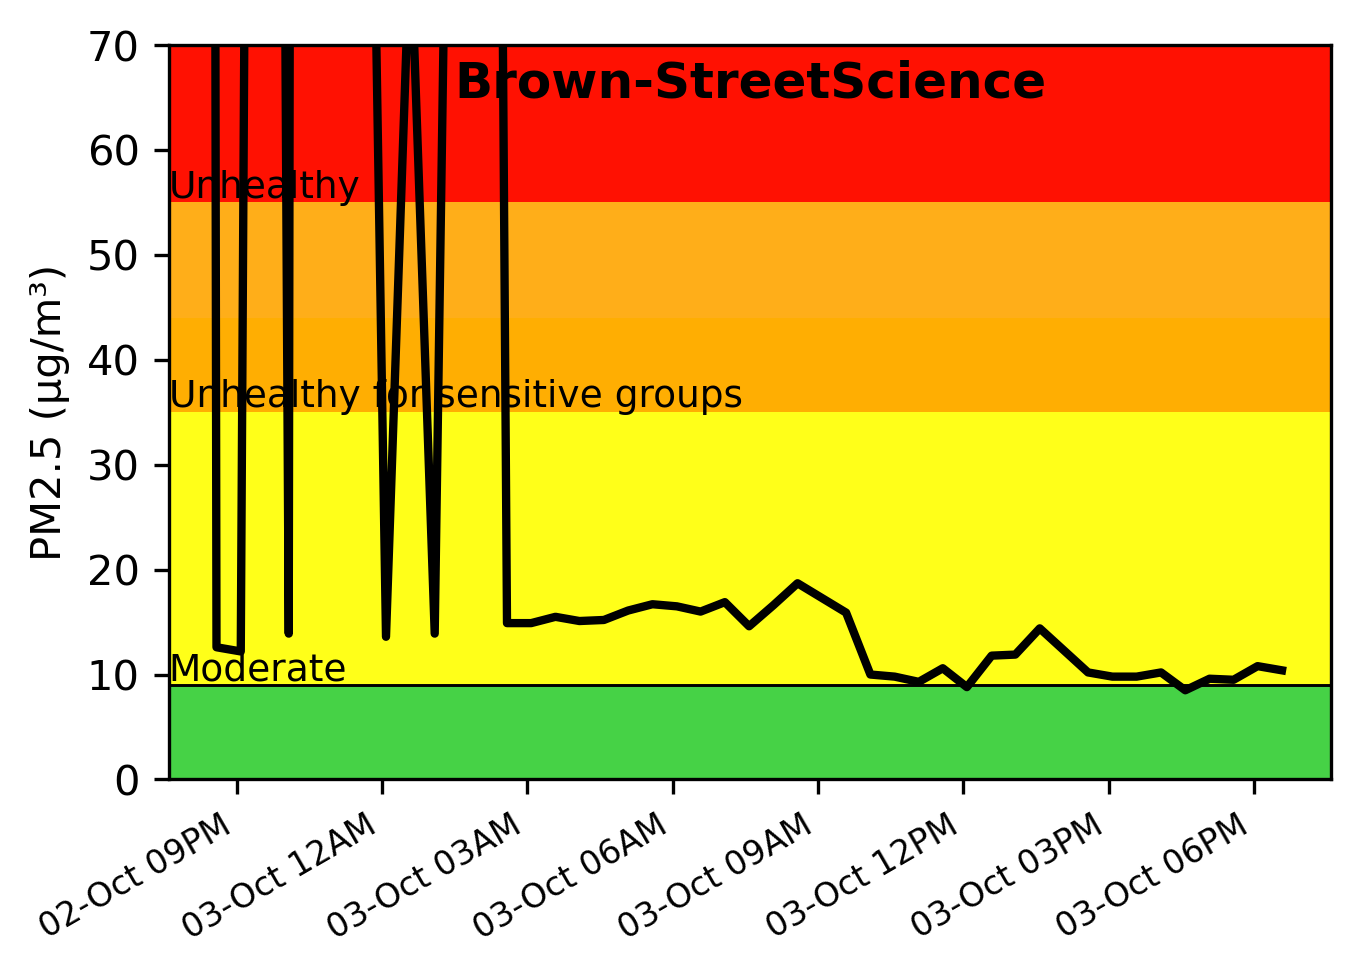 70
Brown-StreetScience
60
Unhealthy
50
40
Unhealthy for sensitive groups
30
20
Moderate
10
0
PM2.5 (µg/m³)
02-Oct 09PM
03-Oct 12AM
03-Oct 03AM
03-Oct 06AM
03-Oct 09AM
03-Oct 12PM
03-Oct 03PM
03-Oct 06PM